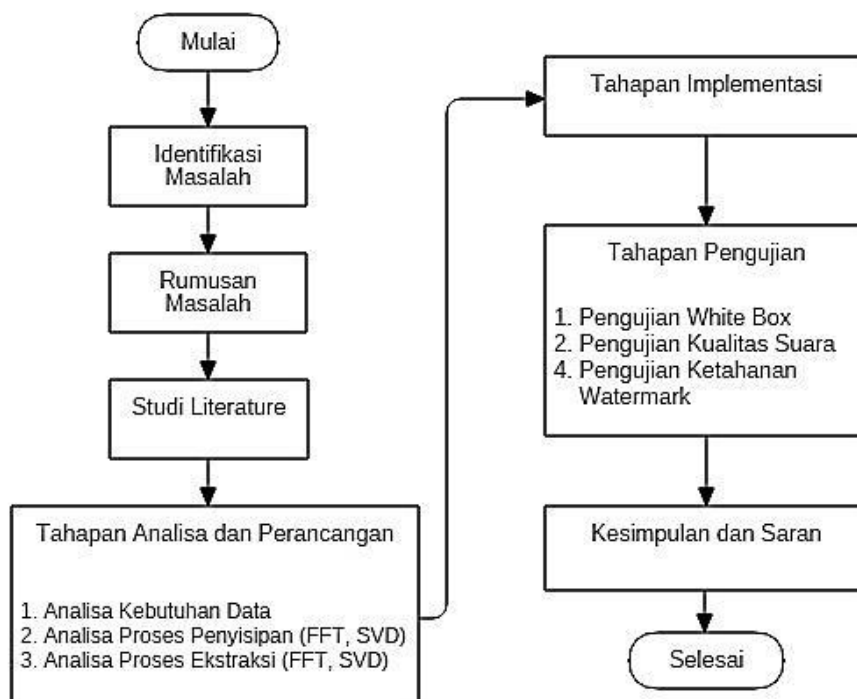 Mulai
Identifikasi
Masalah
Rumusan
Masalah
Studi Literature
Tahapan Analisa dan Perancangan
1. Analisa Kebutuhan Data
2. Analisa Proses Penyisipan (FFT, SVD)
3. Analisa Proses Ekstraksi (FFT, SVD)
Tahapan Implementasi
Tahapan Pengujian
1. Pengujian White Box
2. Pengujian Kualitas Suara
4. Pengujian Ketahanan
Watermark
Kesimpulan dan Saran
Selesai